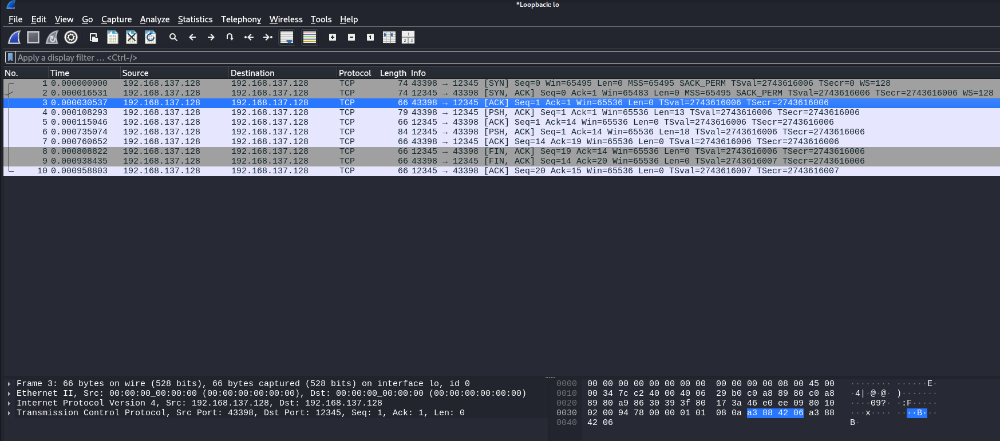 *Loopback: lo
File Edit View Go Capture Analyze Statistics Telephony Wireless Tools Help
Apply a display filter … <Ctrl-/>
No. Time Source Destination Protocol Length Info
1 0.000000000 192.168.137.128 192.168.137.128 TCP 74 43398 → 12345 [SYN] Seq=0 Win=65495 Len=0 MSS=65495 SACK_PERM TSval=2743616006 TSecr=0 WS=128
2 0.000016531 192.168.137.128 192.168.137.128 TCP 74 12345 → 43398 [SYN, ACK] Seq=0 Ack=1 Win=65483 Len=0 MSS=65495 SACK_PERM TSval=2743616006 TSecr=2743616006 WS=128
3 0.000030537 192.168.137.128 192.168.137.128 TCP 66 43398 → 12345 [ACK] Seq=1 Ack=1 Win=65536 Len=0 TSval=2743616006 TSecr=2743616006
4 0.000108293 192.168.137.128 192.168.137.128 TCP 79 43398 → 12345 [PSH, ACK] Seq=1 Ack=1 Win=65536 Len=13 TSval=2743616006 TSecr=2743616006
5 0.000115046 192.168.137.128 192.168.137.128 TCP 66 12345 → 43398 [ACK] Seq=1 Ack=14 Win=65536 Len=0 TSval=2743616006 TSecr=2743616006
6 0.000735074 192.168.137.128 192.168.137.128 TCP 84 12345 → 43398 [PSH, ACK] Seq=1 Ack=14 Win=65536 Len=18 TSval=2743616006 TSecr=2743616006
7 0.000760652 192.168.137.128 192.168.137.128 TCP 66 43398 → 12345 [ACK] Seq=14 Ack=19 Win=65536 Len=0 TSval=2743616006 TSecr=2743616006
8 0.000808822 192.168.137.128 192.168.137.128 TCP 66 12345 → 43398 [FIN, ACK] Seq=19 Ack=14 Win=65536 Len=0 TSval=2743616006 TSecr=2743616006
9 0.000938435 192.168.137.128 192.168.137.128 TCP 66 43398 → 12345 [FIN, ACK] Seq=14 Ack=20 Win=65536 Len=0 TSval=2743616007 TSecr=2743616006
10 0.000958803 192.168.137.128 192.168.137.128 TCP 66 12345 → 43398 [ACK] Seq=20 Ack=15 Win=65536 Len=0 TSval=2743616007 TSecr=2743616007
Frame 3: 66 bytes on wire (528 bits), 66 bytes captured (528 bits) on interface lo, id 0
Ethernet II, Src: 00:00:00_00:00:00 (00:00:00:00:00:00), Dst: 00:00:00_00:00:00 (00:00:00:00:00:00)
Internet Protocol Version 4, Src: 192.168.137.128, Dst: 192.168.137.128
Transmission Control Protocol, Src Port: 43398, Dst Port: 12345, Seq: 1, Ack: 1, Len: 0
0000 00 00 00 00 00 00 00 00 00 00 00 00 08 00 45 00 ········ ······E·
0010 00 34 7c c2 40 00 40 06 29 b0 c0 a8 89 80 c0 a8 ·4|·@·@· )·······
0020 89 80 a9 86 30 39 3f 80 17 3a 46 e0 ee 09 80 10 ····09?· ·:F·····
0030 02 00 94 78 00 00 01 01 08 0a a3 88 42 06 a3 88 ···x···· ····B···
0040 42 06 B·